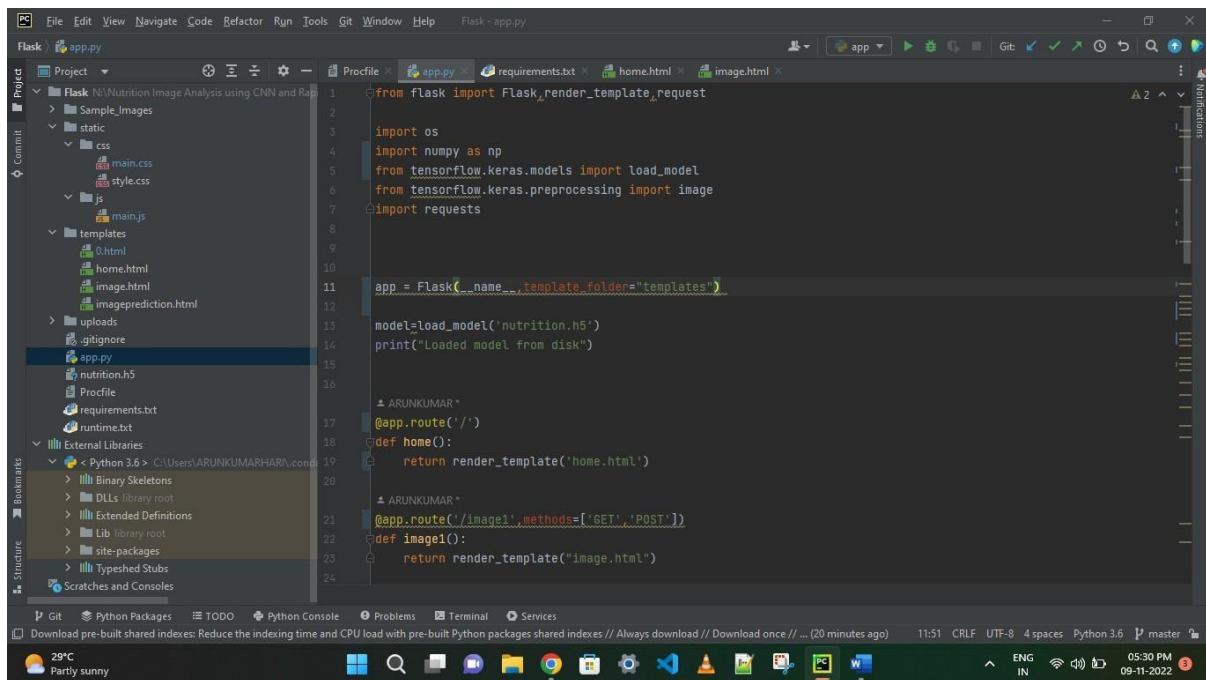 PC File Edit View Navigate Code Refactor Run Tools Git Window Help Flask - app.py
Flask app.py app Git:
Project Procfile app.py requirements.txt home.html image.html
Project
Commit
Bookmarks
Structure
Notifications
Flask N:\Nutrition Image Analysis using CNN and Rap
Sample_Images
static
css
main.css
style.css
js
main.js
templates
0.html
home.html
image.html
imageprediction.html
uploads
.gitignore
app.py
nutrition.h5
Procfile
requirements.txt
runtime.txt
External Libraries
< Python 3.6 > C:\Users\ARUNKUMARHARI\.cond
Binary Skeletons
DLLs library root
Extended Definitions
Lib library root
site-packages
Typeshed Stubs
Scratches and Consoles
2
1 from flask import Flask,render_template,request
2
3 import os
4 import numpy as np
5 from tensorflow.keras.models import load_model
6 from tensorflow.keras.preprocessing import image
7 import requests
8
9
10
11 app = Flask(__name__,template_folder="templates")
12
13 model=load_model('nutrition.h5')
14 print("Loaded model from disk")
15
16
ARUNKUMAR *
17 @app.route('/')
18 def home():
19 return render_template('home.html')
20
ARUNKUMAR *
21 @app.route('/image1',methods=['GET','POST'])
22 def image1():
23 return render_template("image.html")
24
Git Python Packages TODO Python Console Problems Terminal Services
Download pre-built shared indexes: Reduce the indexing time and CPU load with pre-built Python packages shared indexes // Always download // Download once // ... (20 minutes ago) 11:51 CRLF UTF-8 4 spaces Python 3.6 master
29°C
Partly sunny
ENG
IN
05:30 PM
09-11-2022
3